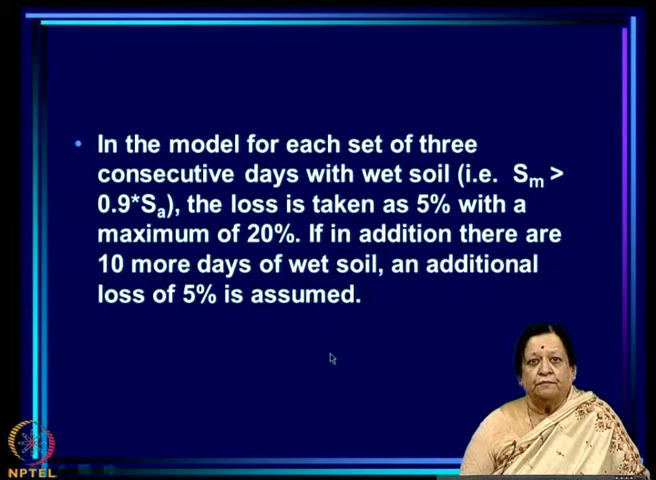 • In the model for each set of three
consecutive days with wet soil (i.e. Sm >
0.9*Sa), the loss is taken as 5% with a
maximum of 20%. If in addition there are
10 more days of wet soil, an additional
loss of 5% is assumed.
NPTEL